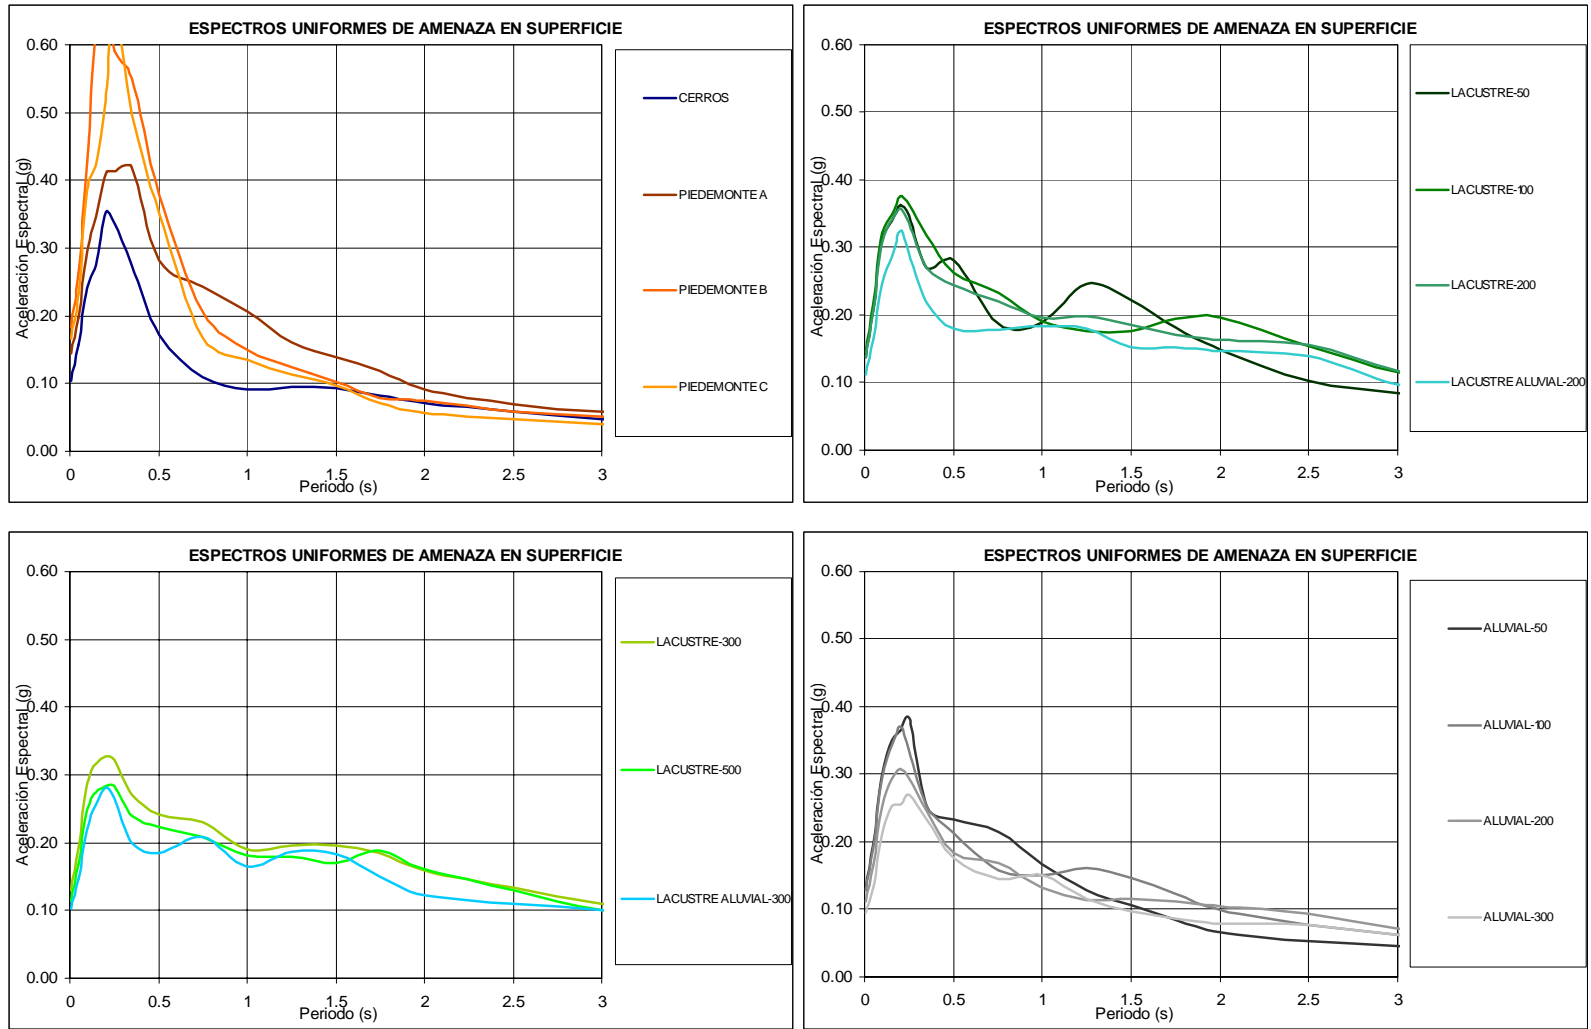 ESPECTROS UNIFORMES DE AMENAZA EN SUPERFICIE
0.60
0.50
0.40
0.30
0.20
0.10
0.00
Aceleración Espectral (g)
0 0.5 1 1.5 2 2.5 3
Periodo (s)
CERROS
PIEDEMONTE A
PIEDEMONTE B
PIEDEMONTE C
ESPECTROS UNIFORMES DE AMENAZA EN SUPERFICIE
0.60
0.50
0.40
0.30
0.20
0.10
0.00
Aceleración Espectral (g)
0 0.5 1 1.5 2 2.5 3
Periodo (s)
LACUSTRE-50
LACUSTRE-100
LACUSTRE-200
LACUSTRE ALUVIAL-200
ESPECTROS UNIFORMES DE AMENAZA EN SUPERFICIE
0.60
0.50
0.40
0.30
0.20
0.10
0.00
Aceleración Espectral (g)
0 0.5 1 1.5 2 2.5 3
Periodo (s)
LACUSTRE-300
LACUSTRE-500
LACUSTRE ALUVIAL-300
ESPECTROS UNIFORMES DE AMENAZA EN SUPERFICIE
0.60
0.50
0.40
0.30
0.20
0.10
0.00
Aceleración Espectral (g)
0 0.5 1 1.5 2 2.5 3
Periodo (s)
ALUVIAL-50
ALUVIAL-100
ALUVIAL-200
ALUVIAL-300